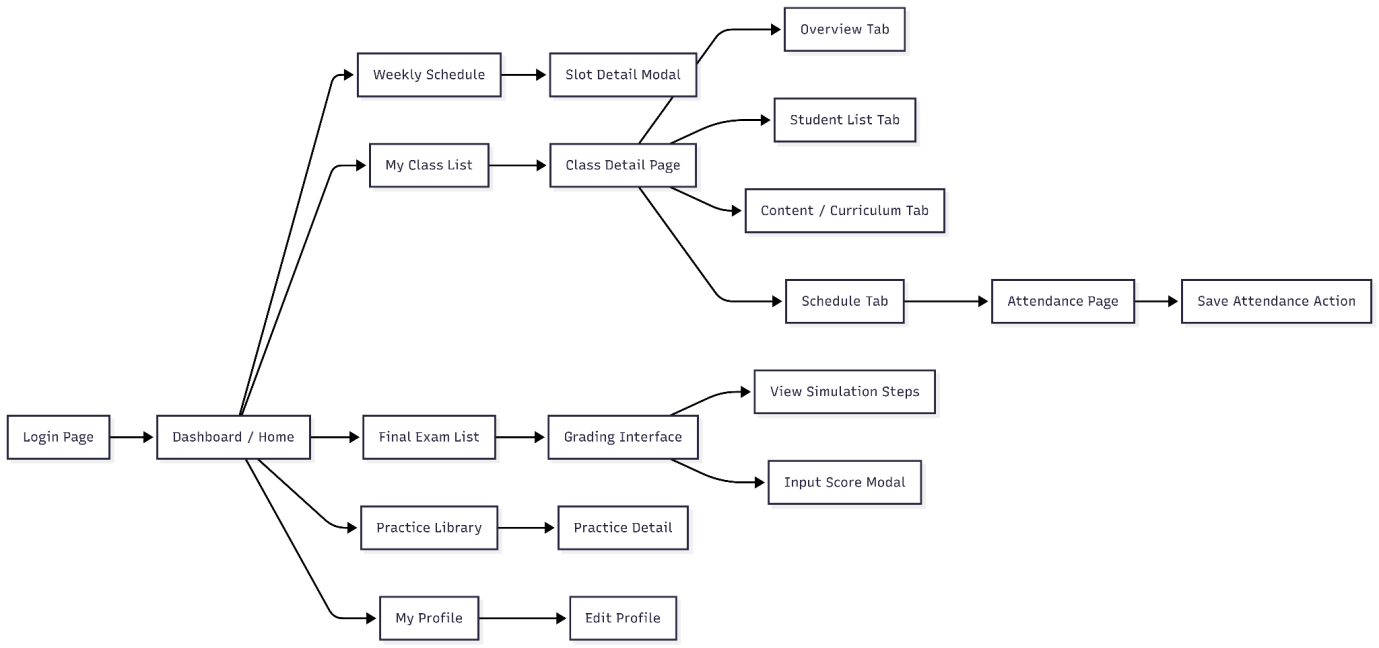 Overview Tab
Weekly Schedule
Slot Detail Modal
Student List Tab
My Class List
Class Detail Page
Content / Curriculum Tab
Schedule Tab
Attendance Page
Save Attendance Action
View Simulation Steps
Login Page
Dashboard / Home
Final Exam List
Grading Interface
Input Score Modal
Practice Library
Practice Detail
My Profile
Edit Profile